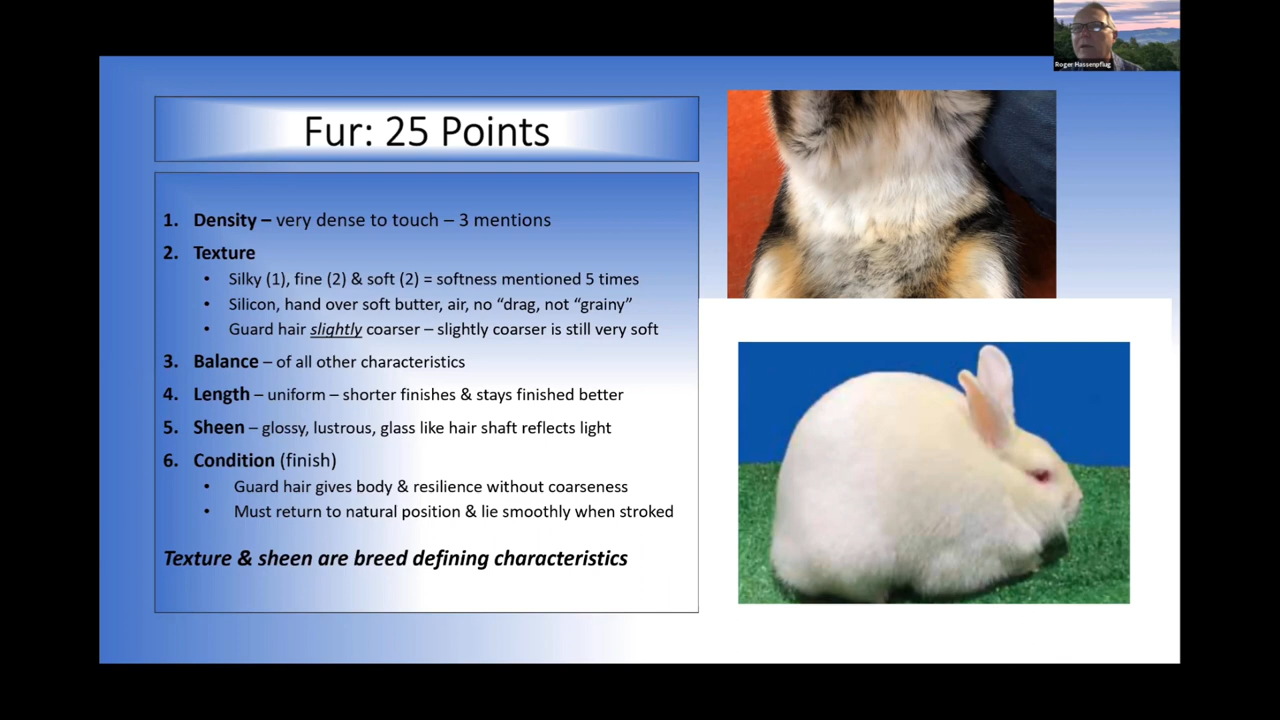 Roger Hassenpflug
Fur: 25 Points
1. Density – very dense to touch – 3 mentions
2. Texture
• Silky (1), fine (2) & soft (2) = softness mentioned 5 times
• Silicon, hand over soft butter, air, no “drag, not “grainy”
• Guard hair slightly coarser – slightly coarser is still very soft
3. Balance – of all other characteristics
4. Length – uniform – shorter finishes & stays finished better
5. Sheen – glossy, lustrous, glass like hair shaft reflects light
6. Condition (finish)
• Guard hair gives body & resilience without coarseness
• Must return to natural position & lie smoothly when stroked
Texture & sheen are breed defining characteristics